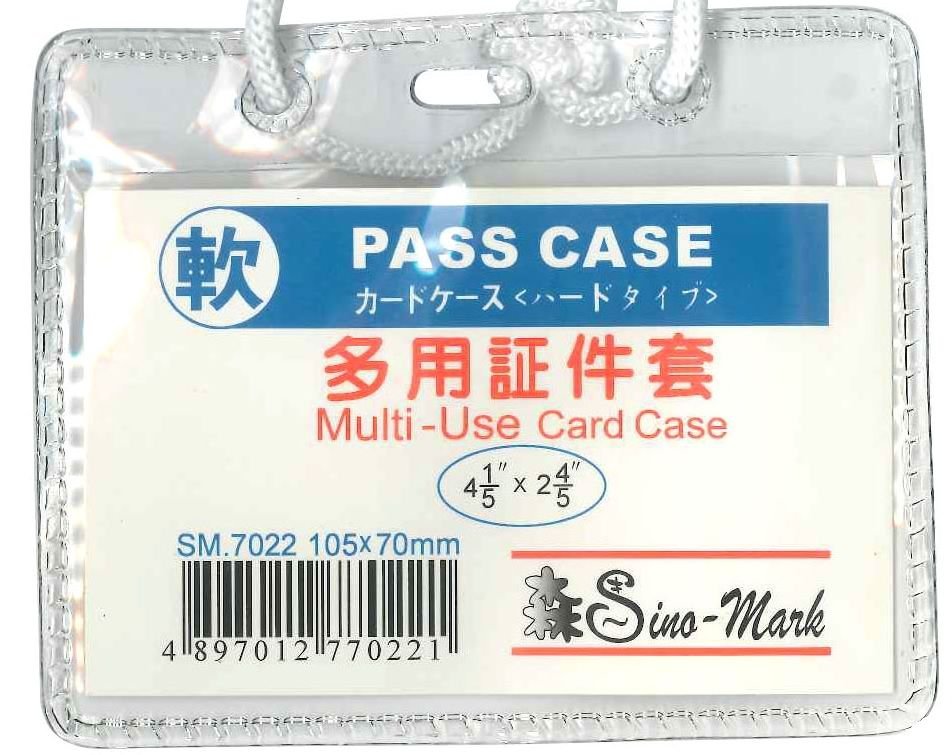 軟
PASS CASE
カードケース<ハードタイプ>
多用証件套
Multi-Use Card Case
4 1/5" x 2 4/5"
SM.7022 105x70mm
4 897012 770221
森 Sino-Mark